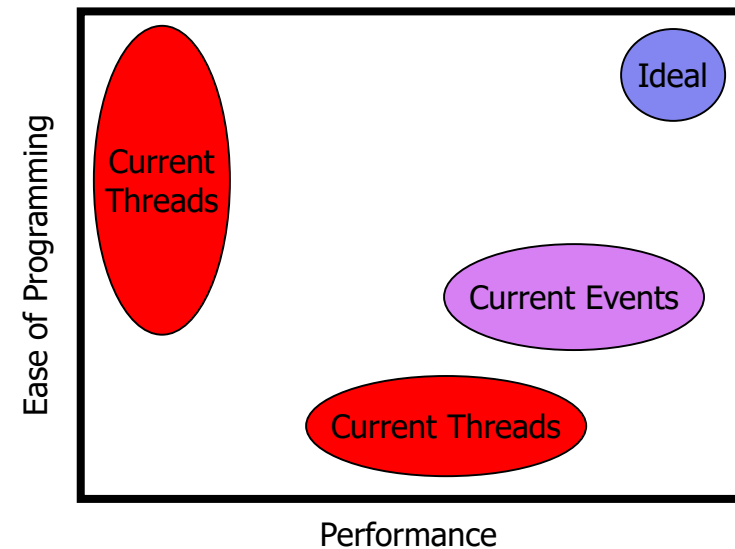 Ideal
Current
Threads
Current Events
Current Threads
Ease of Programming
Performance